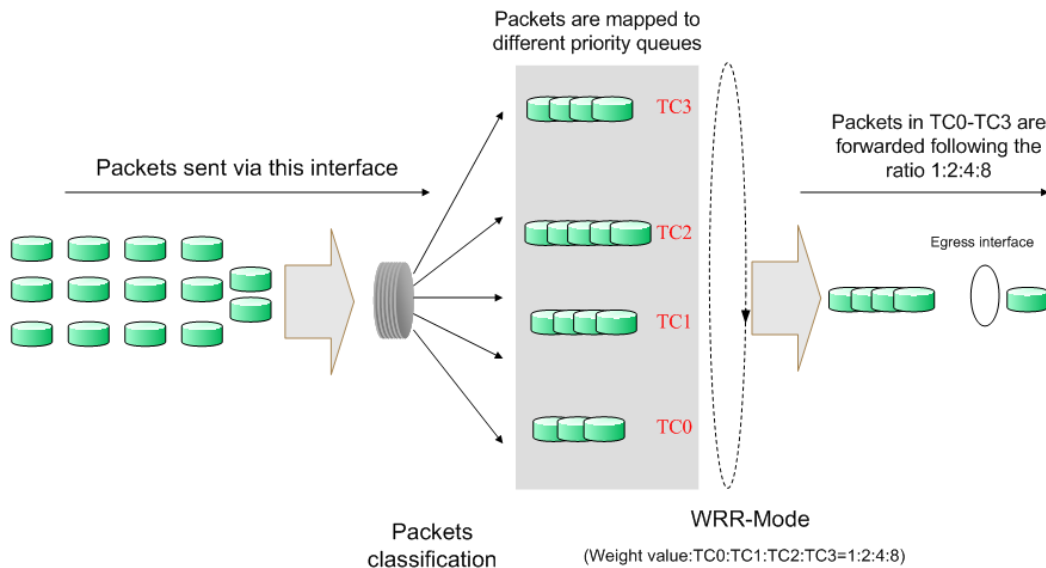 Packets are mapped to
different priority queues
TC3
Packets sent via this interface
Packets in TC0-TC3 are
forwarded following the
ratio 1:2:4:8
TC2
Egress interface
TC1
TC0
Packets
classification
WRR-Mode
(Weight value:TC0:TC1:TC2:TC3=1:2:4:8)